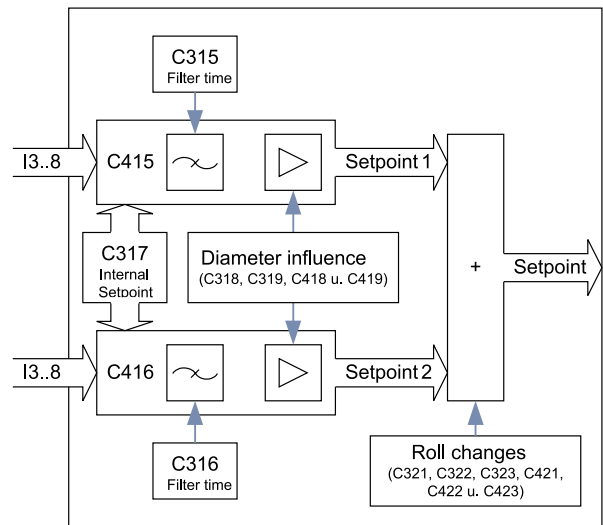 C315
Filter time
I3..8
C415
Setpoint 1
C317
Internal
Setpoint
Diameter influence
(C318, C319, C418 u. C419)
+
Setpoint
I3..8
C416
Setpoint 2
C316
Filter time
Roll changes
(C321, C322, C323, C421,
C422 u. C423)